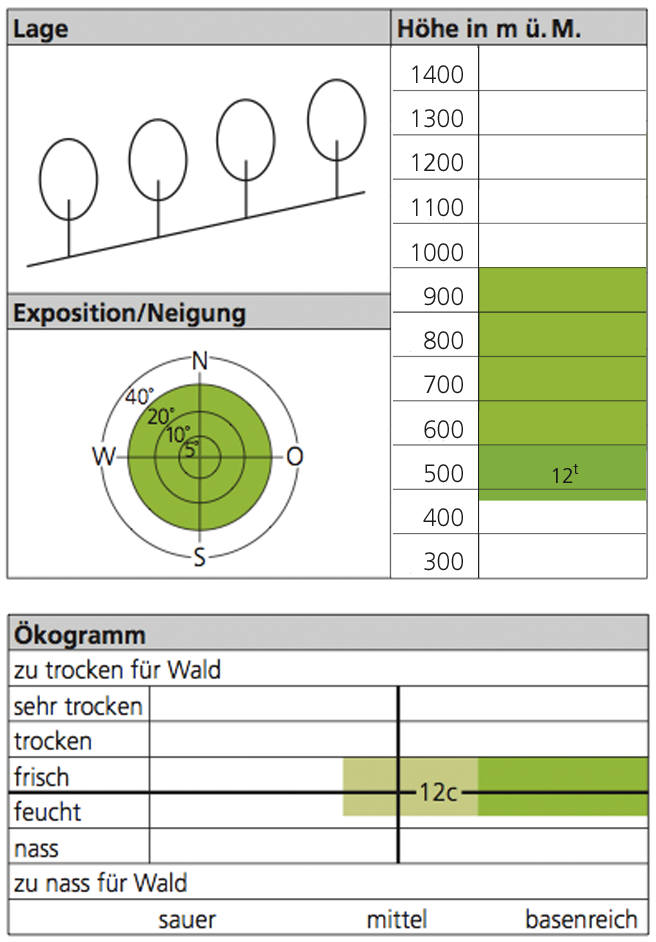 Lage
Höhe in m ü. M.
1400
1300
1200
1100
1000
900
800
700
600
500
12ᵗ
400
300
Exposition/Neigung
N
40°
20°
10°
5°
W
O
S
Ökogramm
zu trocken für Wald
sehr trocken
trocken
frisch
12c
feucht
nass
zu nass für Wald
sauer mittel basenreich